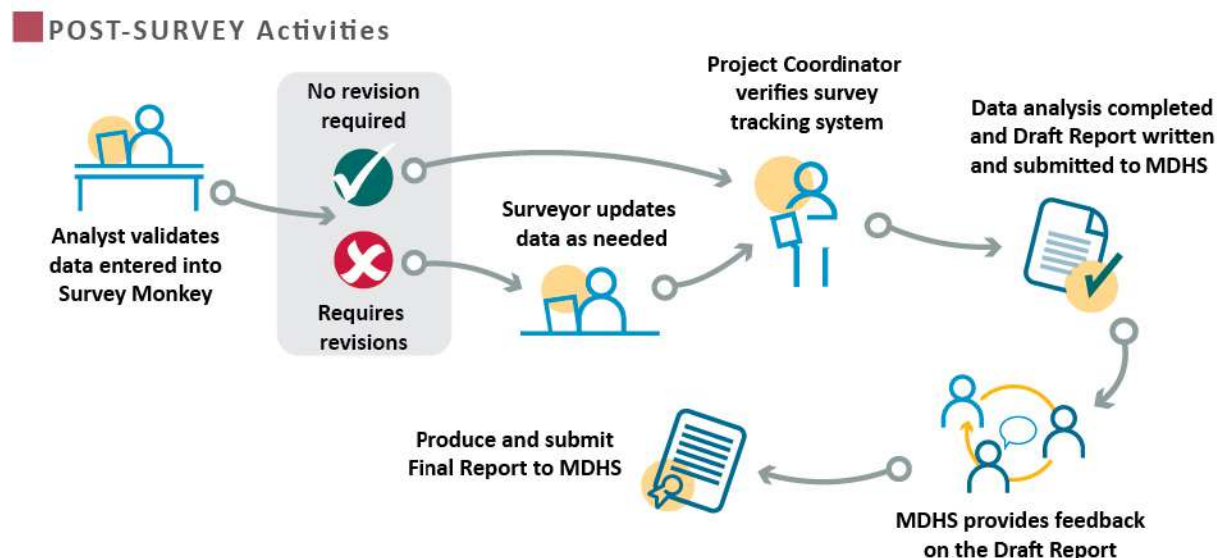 POST-SURVEY Activities
Analyst validates
data entered into
Survey Monkey
No revision
required
Requires
revisions
Surveyor updates
data as needed
Project Coordinator
verifies survey
tracking system
Data analysis completed
and Draft Report written
and submitted to MDHS
MDHS provides feedback
on the Draft Report
Produce and submit
Final Report to MDHS